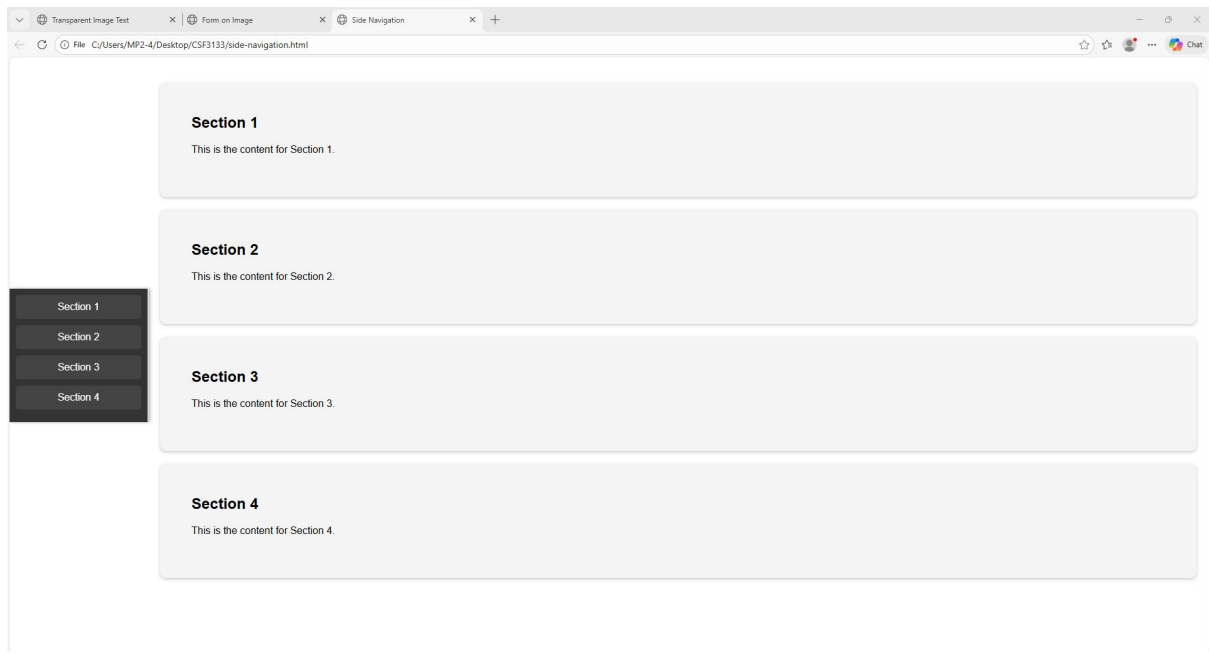 Transparent Image Text
Form on Image
Side Navigation
File C:/Users/MP2-4/Desktop/CSF3133/side-navigation.html
Chat
Section 1
This is the content for Section 1.
Section 2
This is the content for Section 2.
Section 1
Section 2
Section 3
Section 4
Section 3
This is the content for Section 3.
Section 4
This is the content for Section 4.